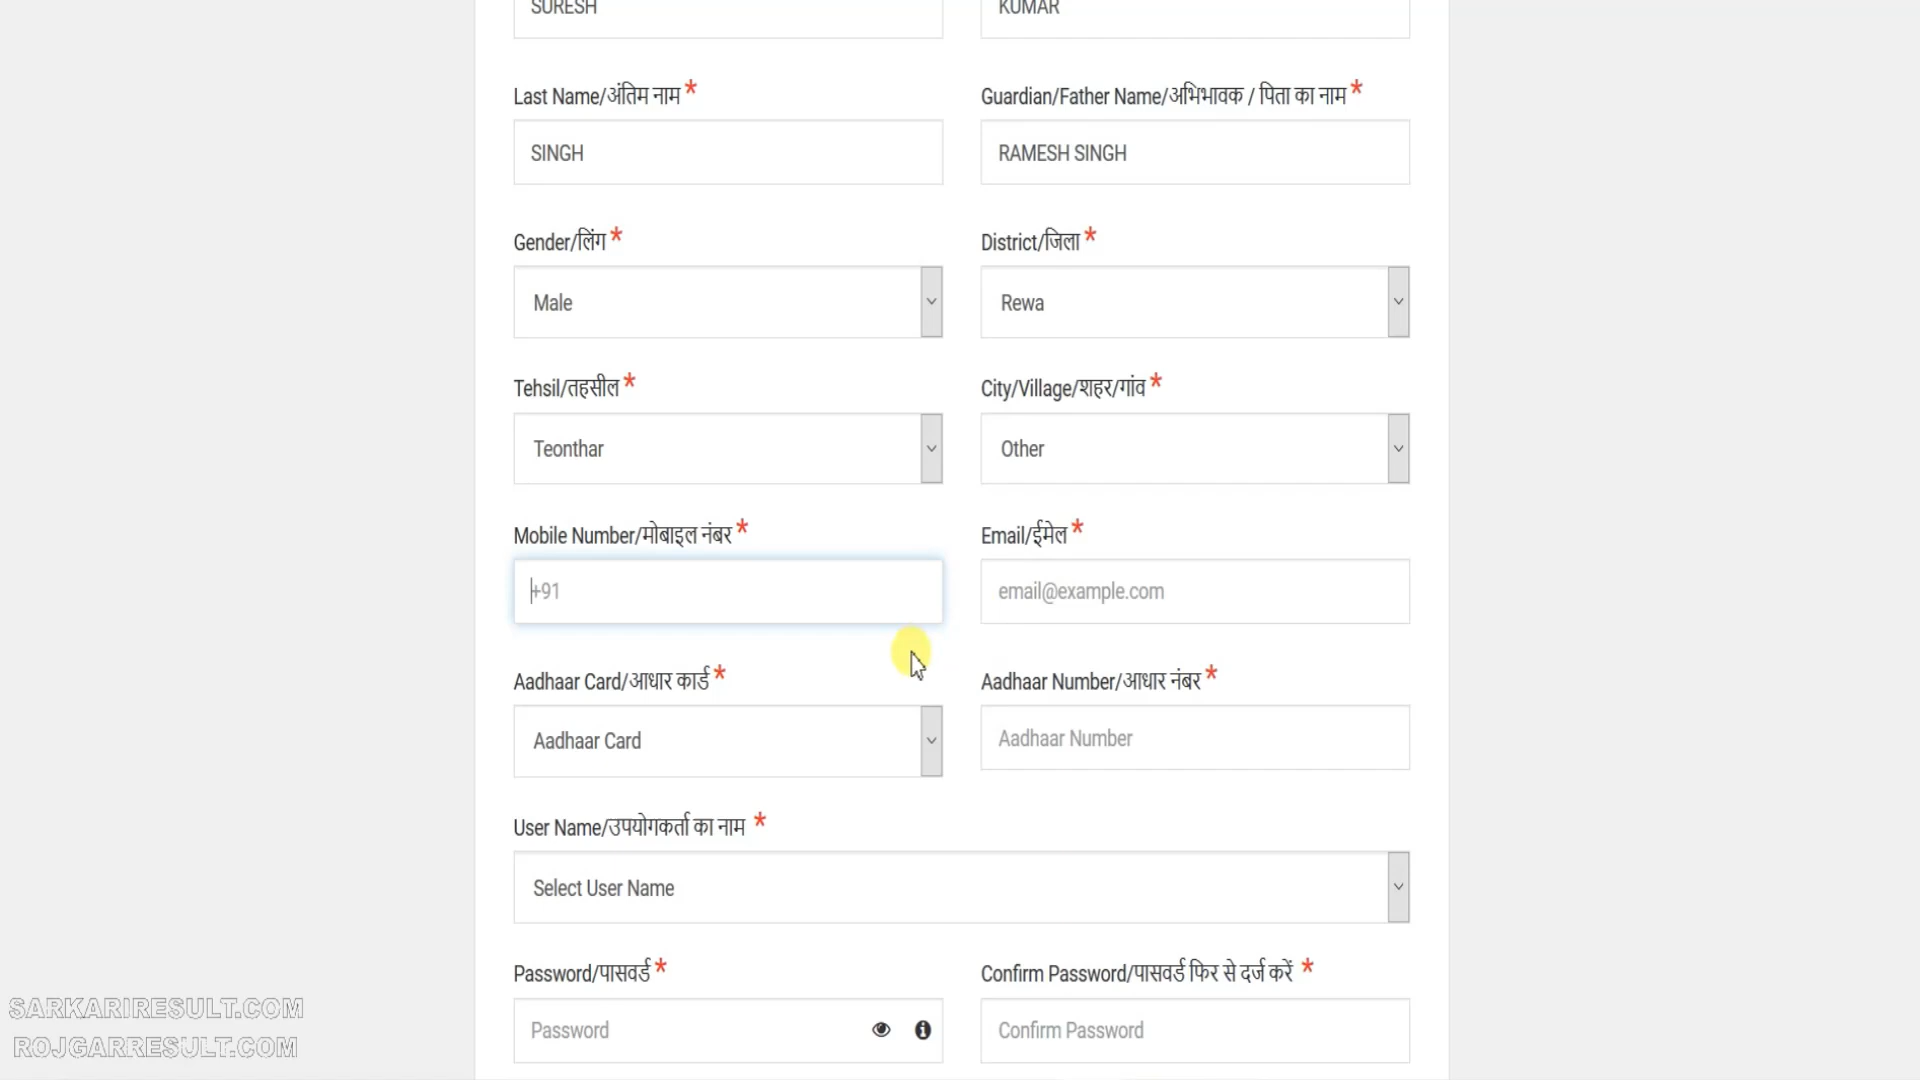 SURESH KUMAR
Last Name/अंतिम नाम * Guardian/Father Name/अभिभावक / पिता का नाम *
SINGH RAMESH SINGH
Gender/लिंग * District/जिला *
Male Rewa
Tehsil/तहसील * City/Village/शहर/गांव *
Teonthar Other
Mobile Number/मोबाइल नंबर * Email/ईमेल *
+91 email@example.com
Aadhaar Card/आधार कार्ड * Aadhaar Number/आधार नंबर *
Aadhaar Card Aadhaar Number
User Name/उपयोगकर्ता का नाम *
Select User Name
Password/पासवर्ड * Confirm Password/पासवर्ड फिर से दर्ज करें *
Password Confirm Password
SARKARIRESULT.COM
ROJGARRESULT.COM